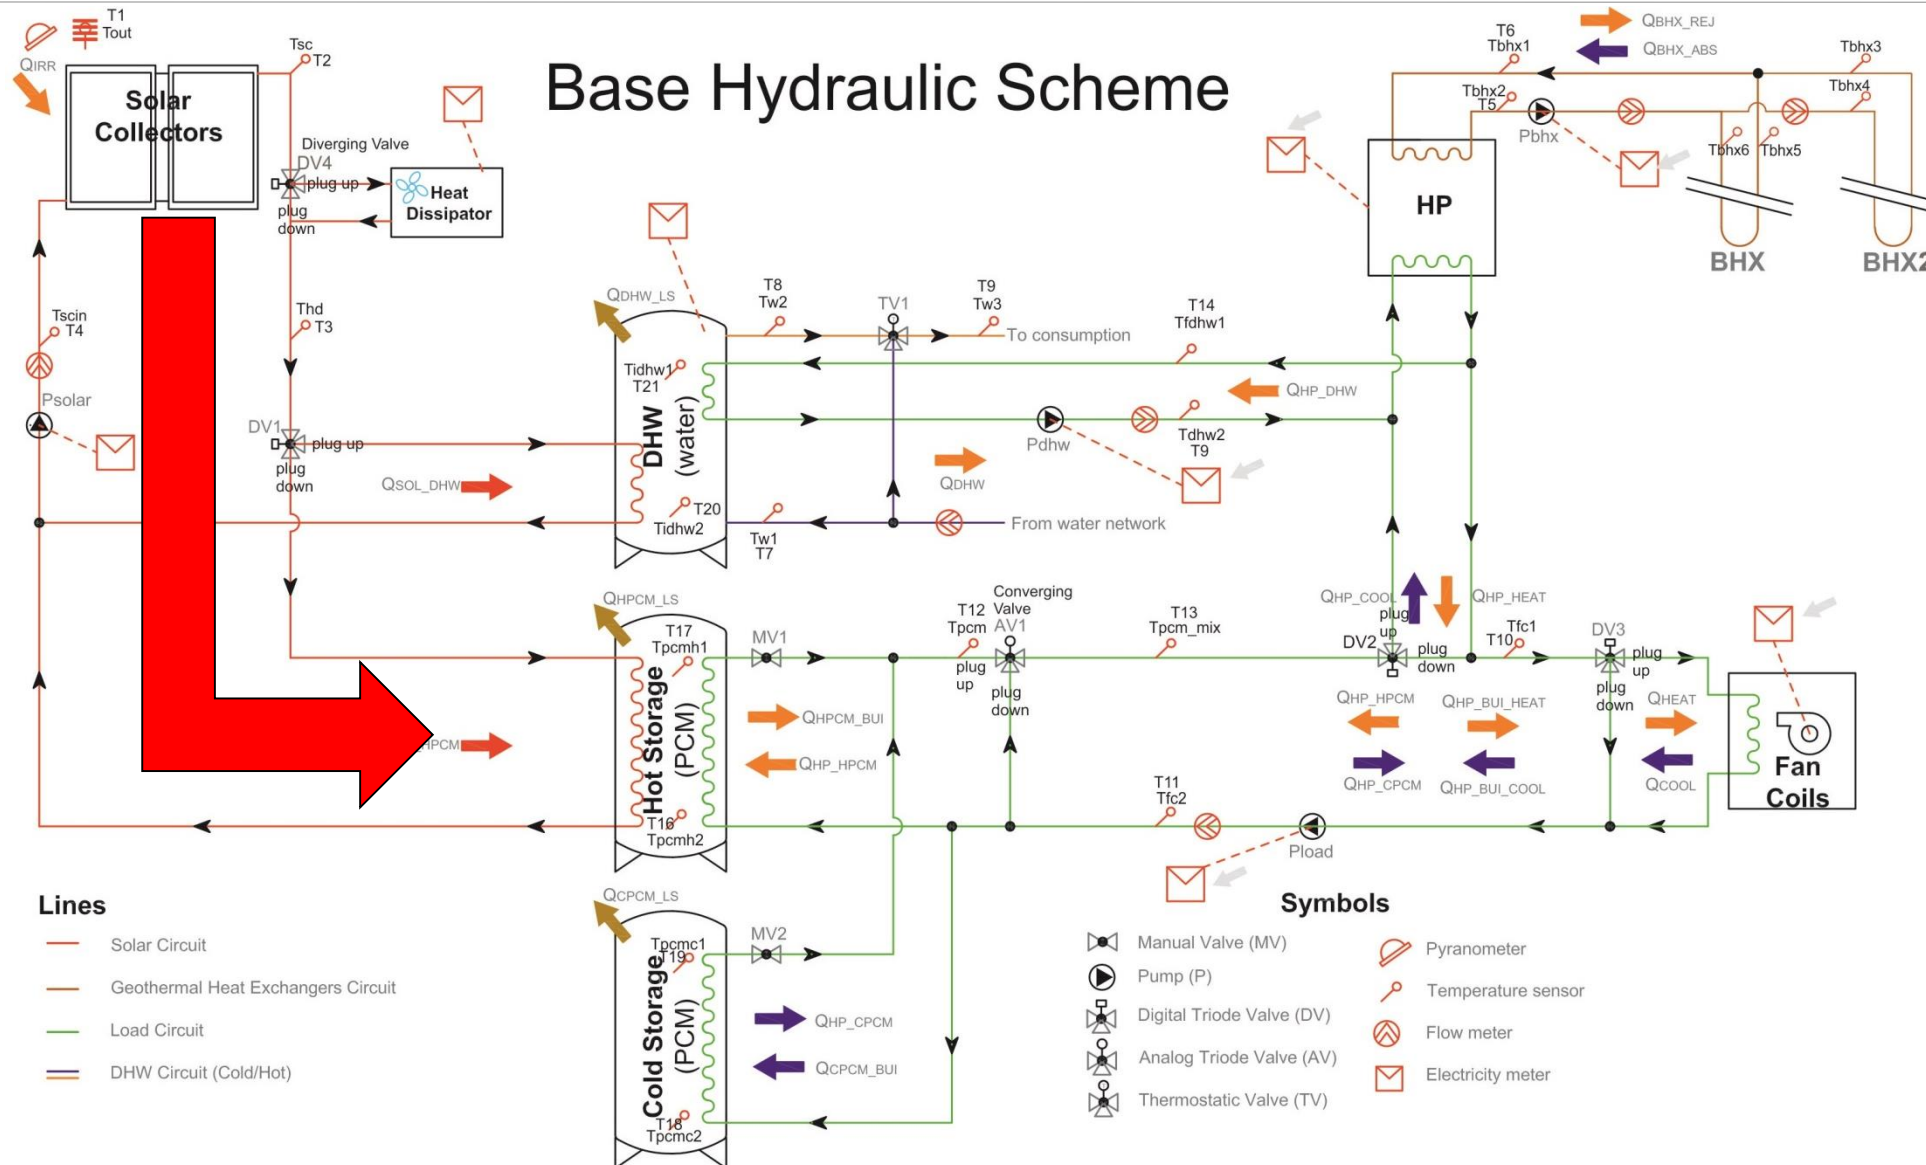 Base Hydraulic Scheme
T1
Tout
QIRR
Solar
Collectors
Tsc
T2
Diverging Valve
DV4
plug up
plug
down
Heat
Dissipator
Tscin
T4
Psolar
Thd
T3
DV1
plug up
plug
down
QSOL_DHW
HPCM
QDHW_LS
T8
Tw2
TV1
T9
Tw3
To consumption
T14
Tfdhw1
Tidhw1
T21
DHW
(water)
QHP_DHW
Pdhw
Tdhw2
T9
QDHW
T20
Tidhw2
Tw1
T7
From water network
QBHX_REJ
QBHX_ABS
T6
Tbhx1
Tbhx2
T5
Pbhx
Tbhx3
Tbhx4
Tbhx6
Tbhx5
HP
BHX
BHX2
QHPCM_LS
T17
Tpcmh1
MV1
Hot Storage
(PCM)
QHPCM_BUI
QHP_HPCM
T16
Tpcmh2
T12
Tpcm
plug
up
Converging
Valve
AV1
plug
down
T13
Tpcm_mix
QHP_COOL
QHP_HEAT
plug
up
DV2
plug
down
T10
Tfc1
DV3
plug
up
plug
down
QHP_HPCM
QHP_CPCM
QHP_BUI_HEAT
QHP_BUI_COOL
QHEAT
QCOOL
Fan
Coils
T11
Tfc2
Pload
QCPCM_LS
Tpcmc1
T19
MV2
Cold Storage
(PCM)
QHP_CPCM
QCPCM_BUI
T18
Tpcmc2
Lines
Solar Circuit
Geothermal Heat Exchangers Circuit
Load Circuit
DHW Circuit (Cold/Hot)
Symbols
Manual Valve (MV)
Pump (P)
Digital Triode Valve (DV)
Analog Triode Valve (AV)
Thermostatic Valve (TV)
Pyranometer
Temperature sensor
Flow meter
Electricity meter